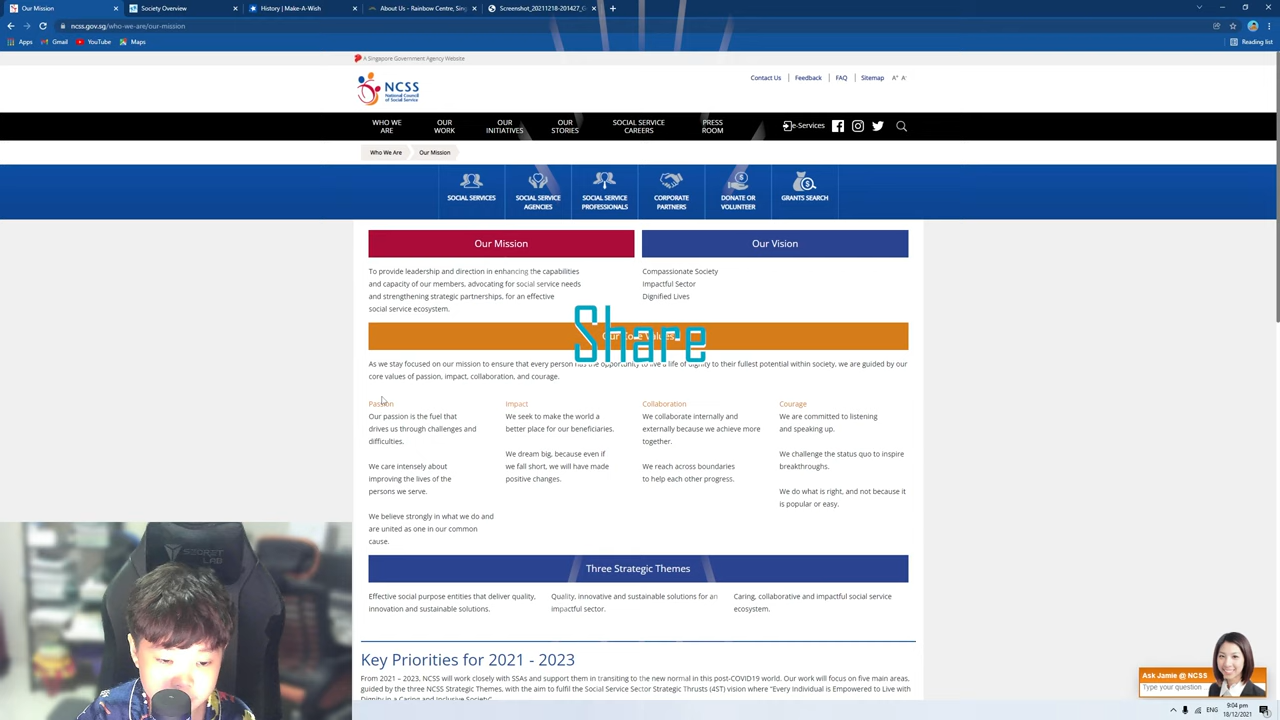 Our Mission
Society Overview
History | Make-A-Wish
About Us - Rainbow Centre, Sing
Screenshot_20211218-201427_G
ncss.gov.sg/who-we-are/our-mission
Apps
Gmail
YouTube
Maps
Reading list
A Singapore Government Agency Website
NCSS
National Council
of Social Service
Contact Us
Feedback
FAQ
Sitemap
A+ A-
WHO WE
ARE
OUR
WORK
OUR
INITIATIVES
OUR
STORIES
SOCIAL SERVICE
CAREERS
PRESS
ROOM
e-Services
Who We Are
Our Mission
SOCIAL SERVICES
SOCIAL SERVICE
AGENCIES
SOCIAL SERVICE
PROFESSIONALS
CORPORATE
PARTNERS
DONATE OR
VOLUNTEER
GRANTS SEARCH
Our Mission
To provide leadership and direction in enhancing the capabilities
and capacity of our members, advocating for social service needs
and strengthening strategic partnerships, for an effective
social service ecosystem.
Our Vision
Compassionate Society
Impactful Sector
Dignified Lives
Share
As we stay focused on our mission to ensure that every person has the opportunity to live a life of dignity to their fullest potential within society, we are guided by our
core values of passion, impact, collaboration, and courage.
Passion
Our passion is the fuel that
drives us through challenges and
difficulties.
We care intensely about
improving the lives of the
persons we serve.
We believe strongly in what we do and
are united as one in our common
cause.
Impact
We seek to make the world a
better place for our beneficiaries.
We dream big, because even if
we fall short, we will have made
positive changes.
Collaboration
We collaborate internally and
externally because we achieve more
together.
We reach across boundaries
to help each other progress.
Courage
We are committed to listening
and speaking up.
We challenge the status quo to inspire
breakthroughs.
We do what is right, and not because it
is popular or easy.
Three Strategic Themes
Effective social purpose entities that deliver quality,
innovation and sustainable solutions.
Quality, innovative and sustainable solutions for an
impactful sector.
Caring, collaborative and impactful social service
ecosystem.
Key Priorities for 2021 - 2023
From 2021 – 2023, NCSS will work closely with SSAs and support them in transitioning to the new normal in this post-COVID19 world. Our work will focus on five main areas,
guided by the three NCSS Strategic Themes, with the aim to fulfil the Social Service Sector Strategic Thrusts (4ST) vision where "Every Individual is Empowered to Live with
Dignity in a Caring and Inclusive Society".
SECRET
Ask Jamie @ NCSS
Type your question
ENG
9:04 pm
18/12/2021